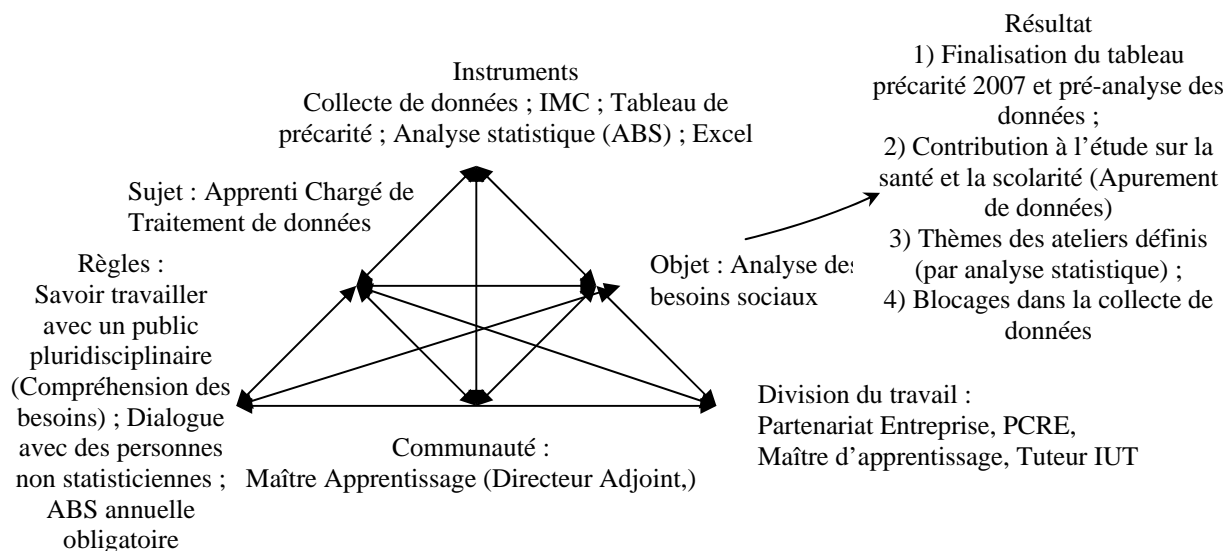 Résultat
1) Finalisation du tableau
précarité 2007 et pré-analyse des
données ;
2) Contribution à l’étude sur la
santé et la scolarité (Apurement
de données)
3) Thèmes des ateliers définis
(par analyse statistique) ;
4) Blocages dans la collecte de
données
Instruments
Collecte de données ; IMC ; Tableau de
précarité ; Analyse statistique (ABS) ; Excel
Sujet : Apprenti Chargé de
Traitement de données
Objet : Analyse des
besoins sociaux
Règles :
Savoir travailler
avec un public
pluridisciplinaire
(Compréhension des
besoins) ; Dialogue
avec des personnes
non statisticiennes ;
ABS annuelle
obligatoire
Communauté :
Maître Apprentissage (Directeur Adjoint,)
Division du travail :
Partenariat Entreprise, PCRE,
Maître d’apprentissage, Tuteur IUT